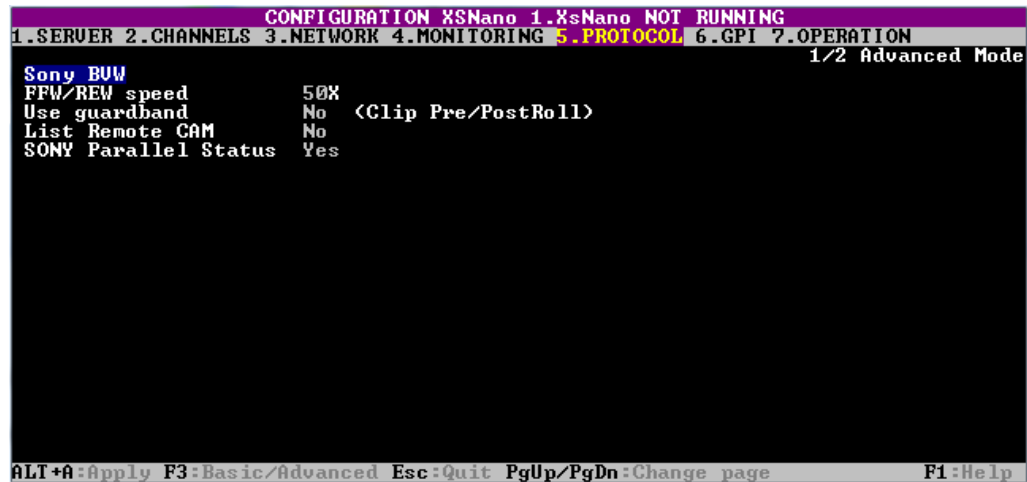 CONFIGURATION XSNano 1.XsNano NOT RUNNING
1.SERVER 2.CHANNELS 3.NETWORK 4.MONITORING 5.PROTOCOL 6.GPI 7.OPERATION
1/2 Advanced Mode
Sony BVW
FFW/REW speed 50X
Use guardband No (Clip Pre/PostRoll)
List Remote CAM No
SONY Parallel Status Yes
ALT+A:Apply F3:Basic/Advanced Esc:Quit PgUp/PgDn:Change page F1:Help